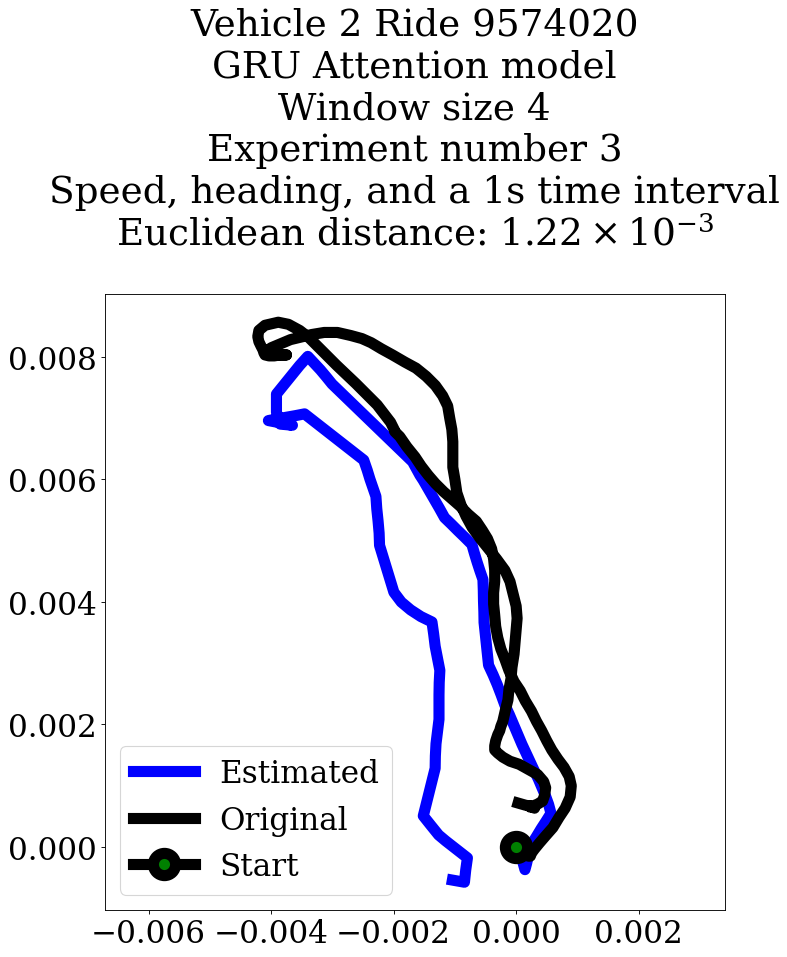 Vehicle 2 Ride 9574020
GRU Attention model
Window size 4
Experiment number 3
Speed, heading, and a 1s time interval
Euclidean distance: 1.22 × 10⁻³
0.008
0.006
0.004
0.002
0.000
Estimated
Original
Start
−0.006 −0.004 −0.002 0.000 0.002